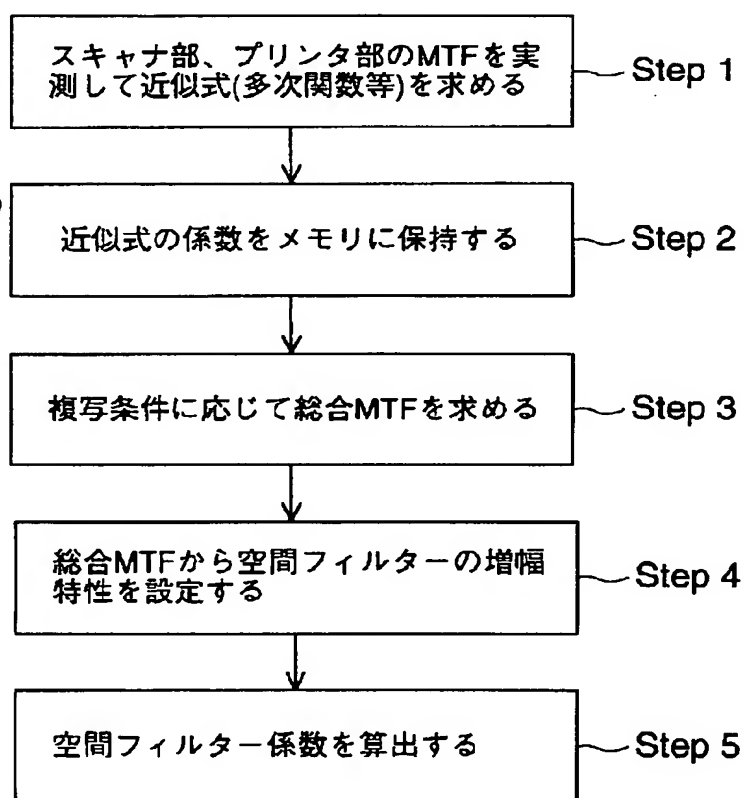 スキャナ部、プリンタ部のMTFを実
測して近似式(多次関数等)を求める
Step 1
近似式の係数をメモリに保持する
Step 2
複写条件に応じて総合MTFを求める
Step 3
総合MTFから空間フィルターの増幅
特性を設定する
Step 4
空間フィルター係数を算出する
Step 5